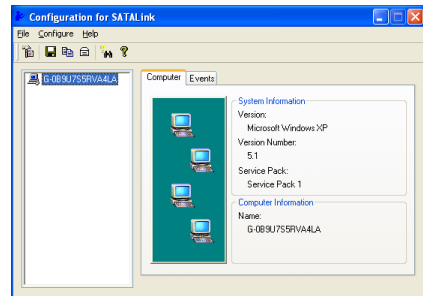 Configuration for SATALink
File Configure Help
G-0B9U7S5RVA4LA
Computer Events
System Information
Version:
Microsoft Windows XP
Version Number:
5.1
Service Pack:
Service Pack 1
Computer Information
Name:
G-0B9U7S5RVA4LA